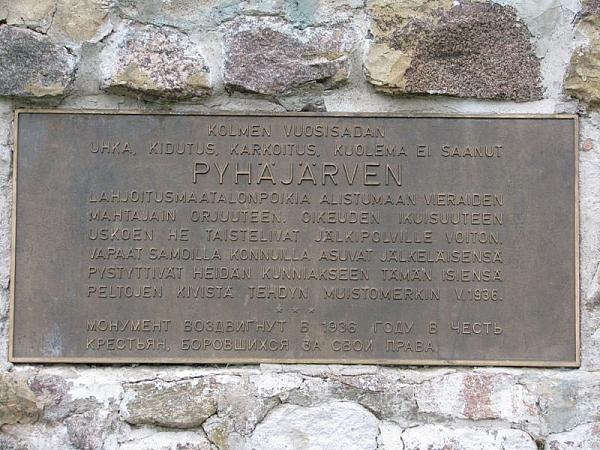 KOLMEN VUOSISADAN
UHKA, KIDUTUS, KARKOITUS, KUOLEMA EI SAANUT
PYHÄJÄRVEN
LAHJOITUSMAATALONPOIKIA ALISTUMAAN VIERAIDEN
MAHTAJAIN ORJUUTEEN. OIKEUDEN IKUISUUTEEN
USKOEN HE TAISTELIVAT JÄLKIPOLVILLE VOITON.
VAPAAT SAMOILLA KONNUILLA ASUVAT JÄLKELÄISENSÄ
PYSTYTTIVÄT HEIDÄN KUNNIAKSEEN TÄMÄN ISIENSÄ
PELTOJEN KIVISTÄ TEHDYN MUISTOMERKIN V.1936.
* * *
МОНУМЕНТ ВОЗДВИГНУТ В 1936 ГОДУ В ЧЕСТЬ
КРЕСТЬЯН, БОРОВШИХСЯ ЗА СВОИ ПРАВА